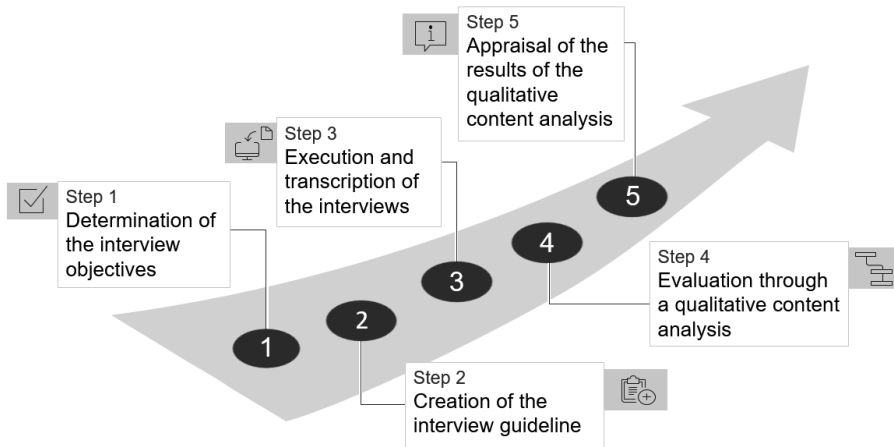 Step 1
Determination of
the interview
objectives
Step 2
Creation of the
interview guideline
Step 3
Execution and
transcription of
the interviews
Step 4
Evaluation through
a qualitative content
analysis
Step 5
Appraisal of the
results of the
qualitative
content analysis
1
2
3
4
5
i